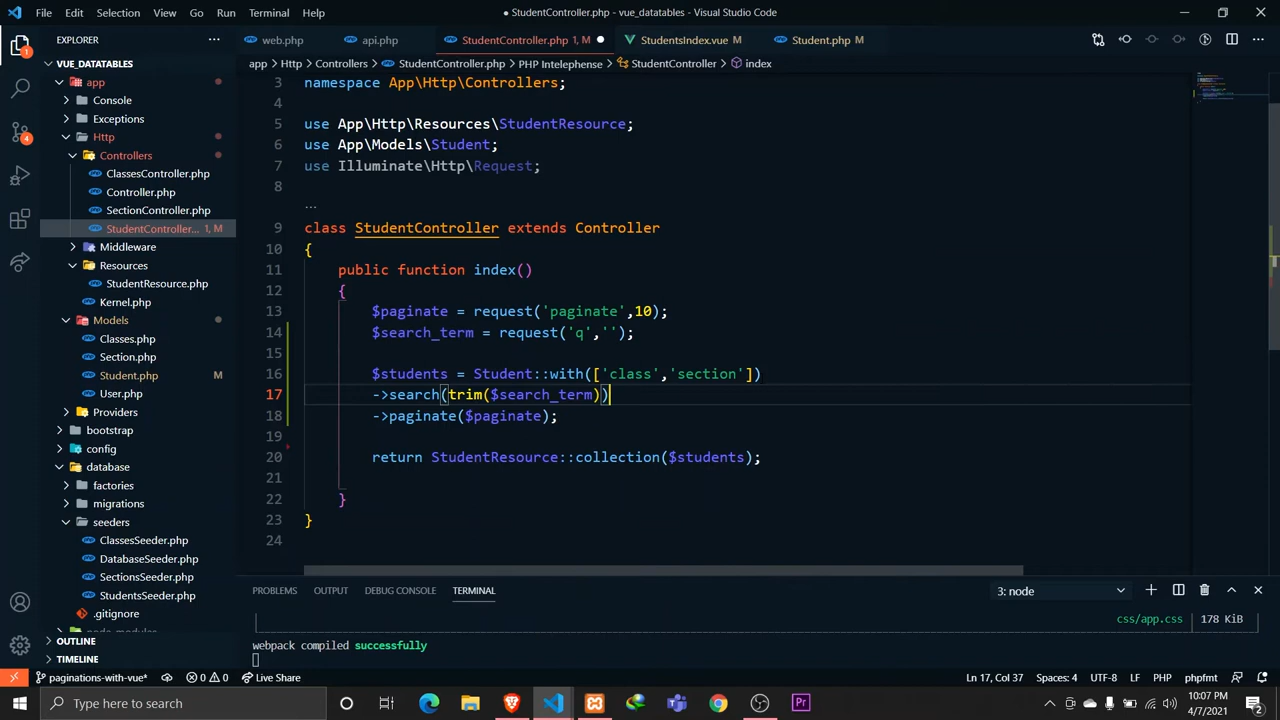 File Edit Selection View Go Run Terminal Help
● StudentController.php - vue_datatables - Visual Studio Code
EXPLORER
web.php
api.php
StudentController.php 1, M
StudentsIndex.vue M
Student.php M
VUE_DATATABLES
app > Http > Controllers > StudentController.php > PHP Intelephense > StudentController > index
app
Console
Exceptions
Http
Controllers
ClassesController.php
Controller.php
SectionController.php
StudentController... 1, M
Middleware
Resources
StudentResource.php
Kernel.php
Models
Classes.php
Section.php
Student.php M
User.php
Providers
bootstrap
config
database
factories
migrations
seeders
ClassesSeeder.php
DatabaseSeeder.php
SectionsSeeder.php
StudentsSeeder.php
.gitignore
node_modules
OUTLINE
TIMELINE
3 namespace App\Http\Controllers;
4
5 use App\Http\Resources\StudentResource;
6 use App\Models\Student;
7 use Illuminate\Http\Request;
8
...
9 class StudentController extends Controller
10 {
11 public function index()
12 {
13 $paginate = request('paginate',10);
14 $search_term = request('q','');
15
16 $students = Student::with(['class','section'])
17 ->search(trim($search_term))
18 ->paginate($paginate);
19
20 return StudentResource::collection($students);
21
22 }
23 }
24
PROBLEMS OUTPUT DEBUG CONSOLE TERMINAL
3: node
css/app.css 178 KiB
webpack compiled successfully
paginations-with-vue* 0 0 Live Share
Ln 17, Col 37 Spaces: 4 UTF-8 LF PHP phpfmt
Type here to search
10:07 PM
4/7/2021
2